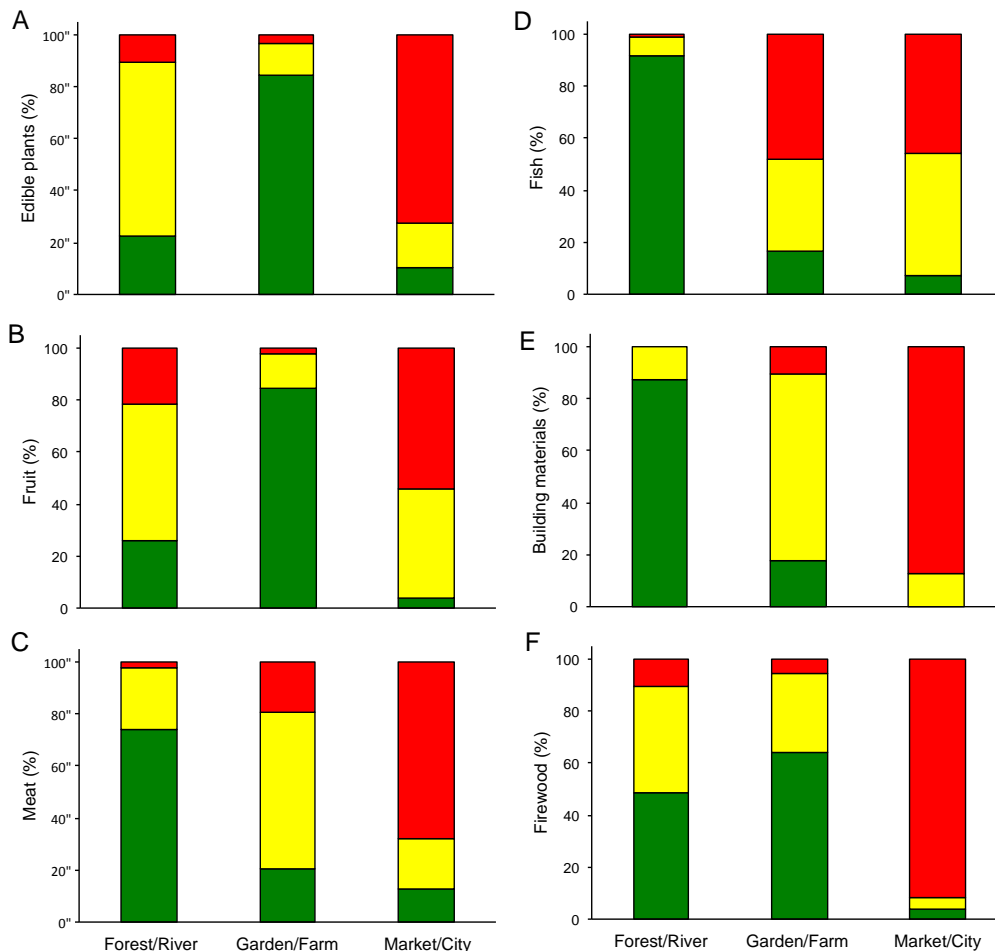 A
Edible plants (%)
100"
80"
60"
40"
20"
0"
B
Fruit (%)
100
80
60
40
20
0
C
Meat (%)
100"
80"
60"
40"
20"
0"
Forest/River Garden/Farm Market/City
D
Fish (%)
100
80
60
40
20
0
E
Building materials (%)
100
80
60
40
20
0
F
Firewood (%)
100
80
60
40
20
0
Forest/River Garden/Farm Market/City